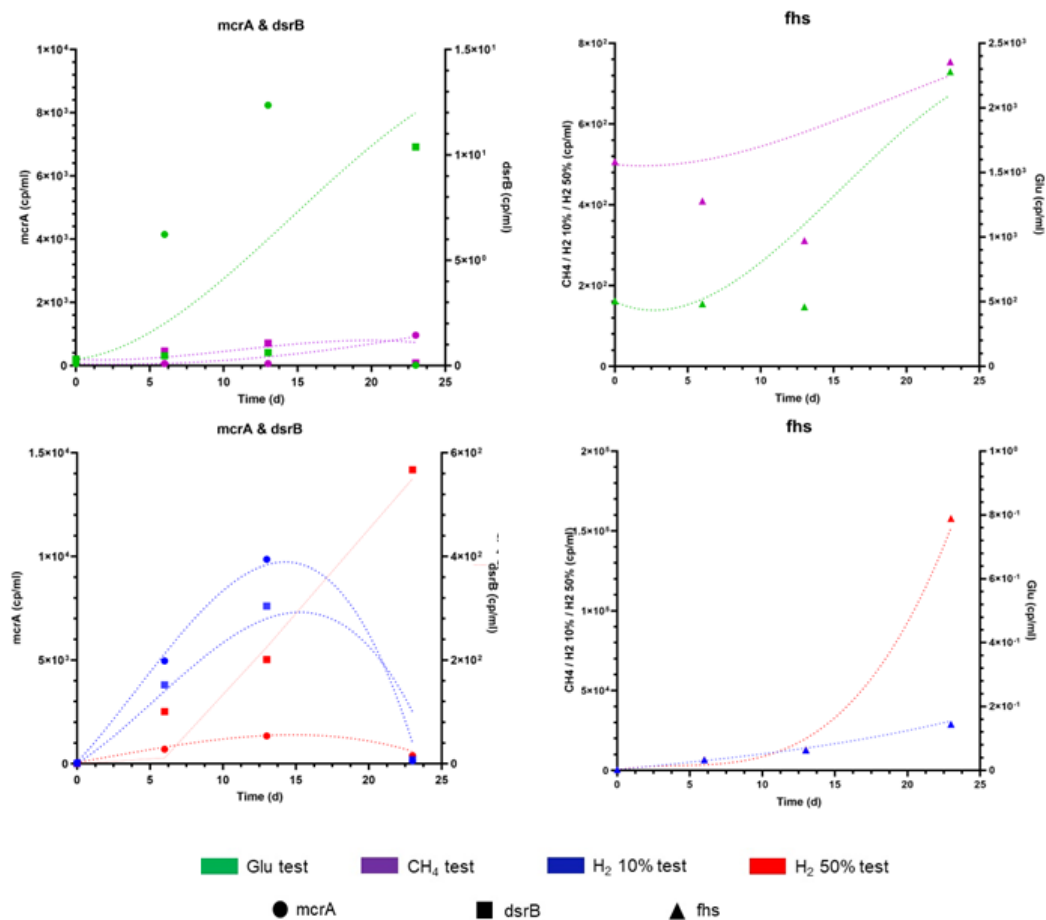 mcrA & dsrB
1×10⁴
8×10³
6×10³
4×10³
2×10³
0
mcrA (cp/ml)
1.5×10¹
1×10¹
5×10⁰
0
dsrB (cp/ml)
0 5 10 15 20 25
Time (d)
fhs
8×10²
6×10²
4×10²
2×10²
0
CH4 / H2 10% / H2 50% (cp/ml)
2.5×10³
2×10³
1.5×10³
1×10³
5×10²
0
Glu (cp/ml)
0 5 10 15 20 25
Time (d)
mcrA & dsrB
1.5×10⁴
1×10⁴
5×10³
0
mcrA (cp/ml)
6×10²
4×10²
2×10²
0
dsrB (cp/ml)
0 5 10 15 20 25
Time (d)
fhs
2×10⁵
1.5×10⁵
1×10⁵
5×10⁴
0
CH4 / H2 10% / H2 50% (cp/ml)
1×10⁰
8×10⁻¹
6×10⁻¹
4×10⁻¹
2×10⁻¹
0
Glu (cp/ml)
0 5 10 15 20 25
Time (d)
Glu test CH₄ test H₂ 10% test H₂ 50% test
mcrA dsrB fhs